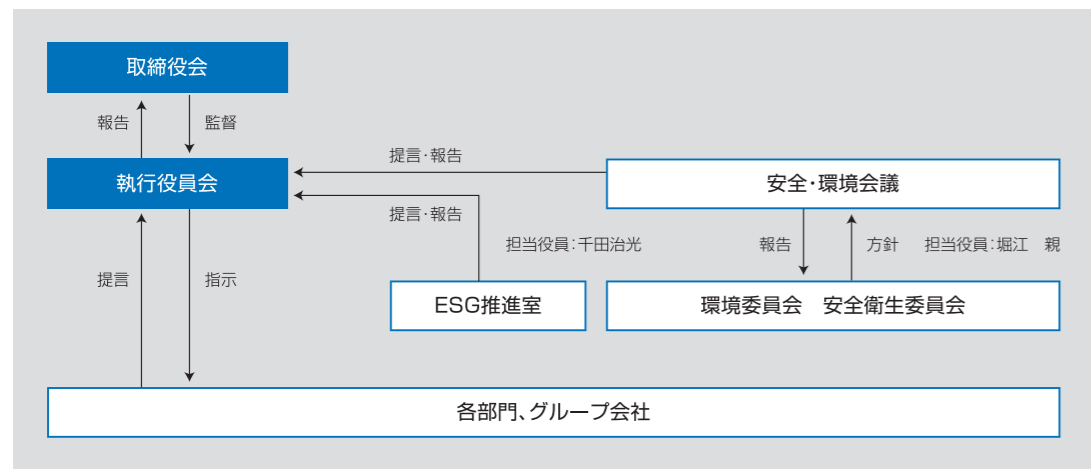 取締役会
報告
監督
提言・報告
執行役員会
安全・環境会議
提言・報告
担当役員：千田治光
報告
方針
担当役員：堀江　親
提言
指示
ESG推進室
環境委員会　安全衛生委員会
各部門、グループ会社